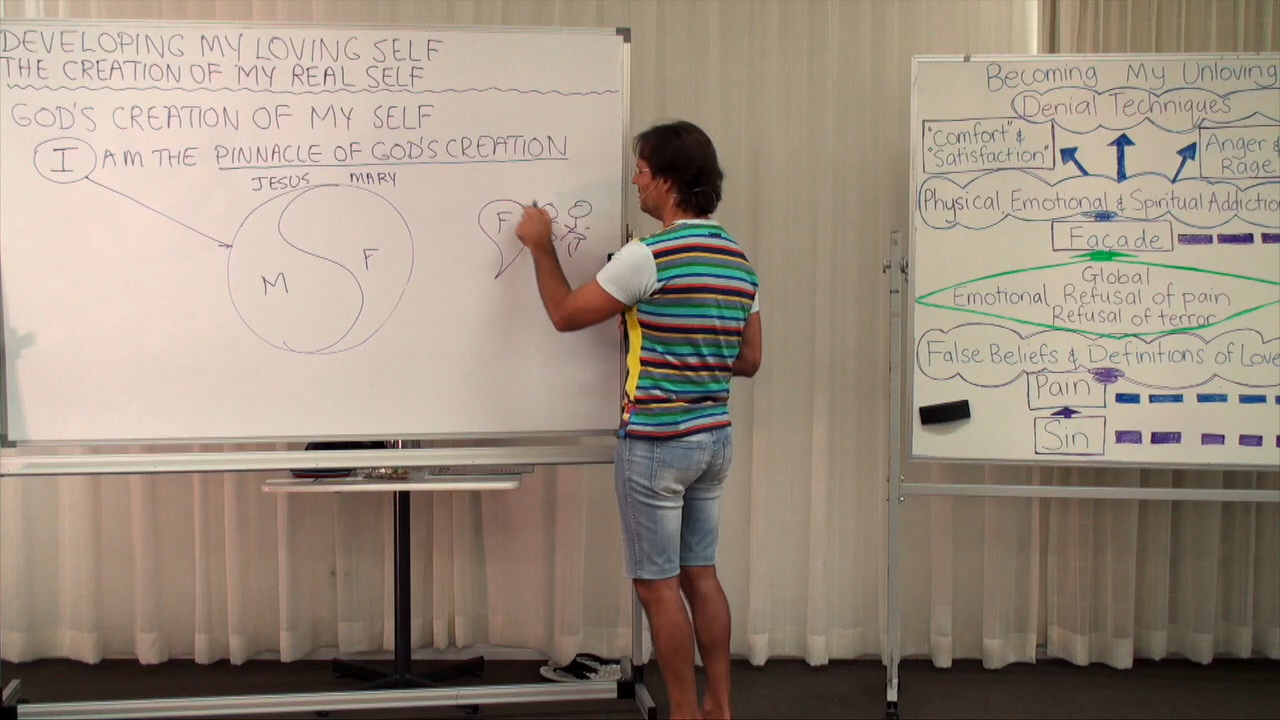 DEVELOPING MY LOVING SELF
THE CREATION OF MY REAL SELF
GOD'S CREATION OF MY SELF
I AM THE PINNACLE OF GOD'S CREATION
JESUS MARY
M
F
F
Becoming My Unloving
Denial Techniques
"Comfort" &
"Satisfaction"
Anger &
Rage
Physical, Emotional & Spiritual Addiction
Façade
Global
Emotional Refusal of pain
Refusal of terror
False Beliefs & Definitions of Love
Pain
Sin